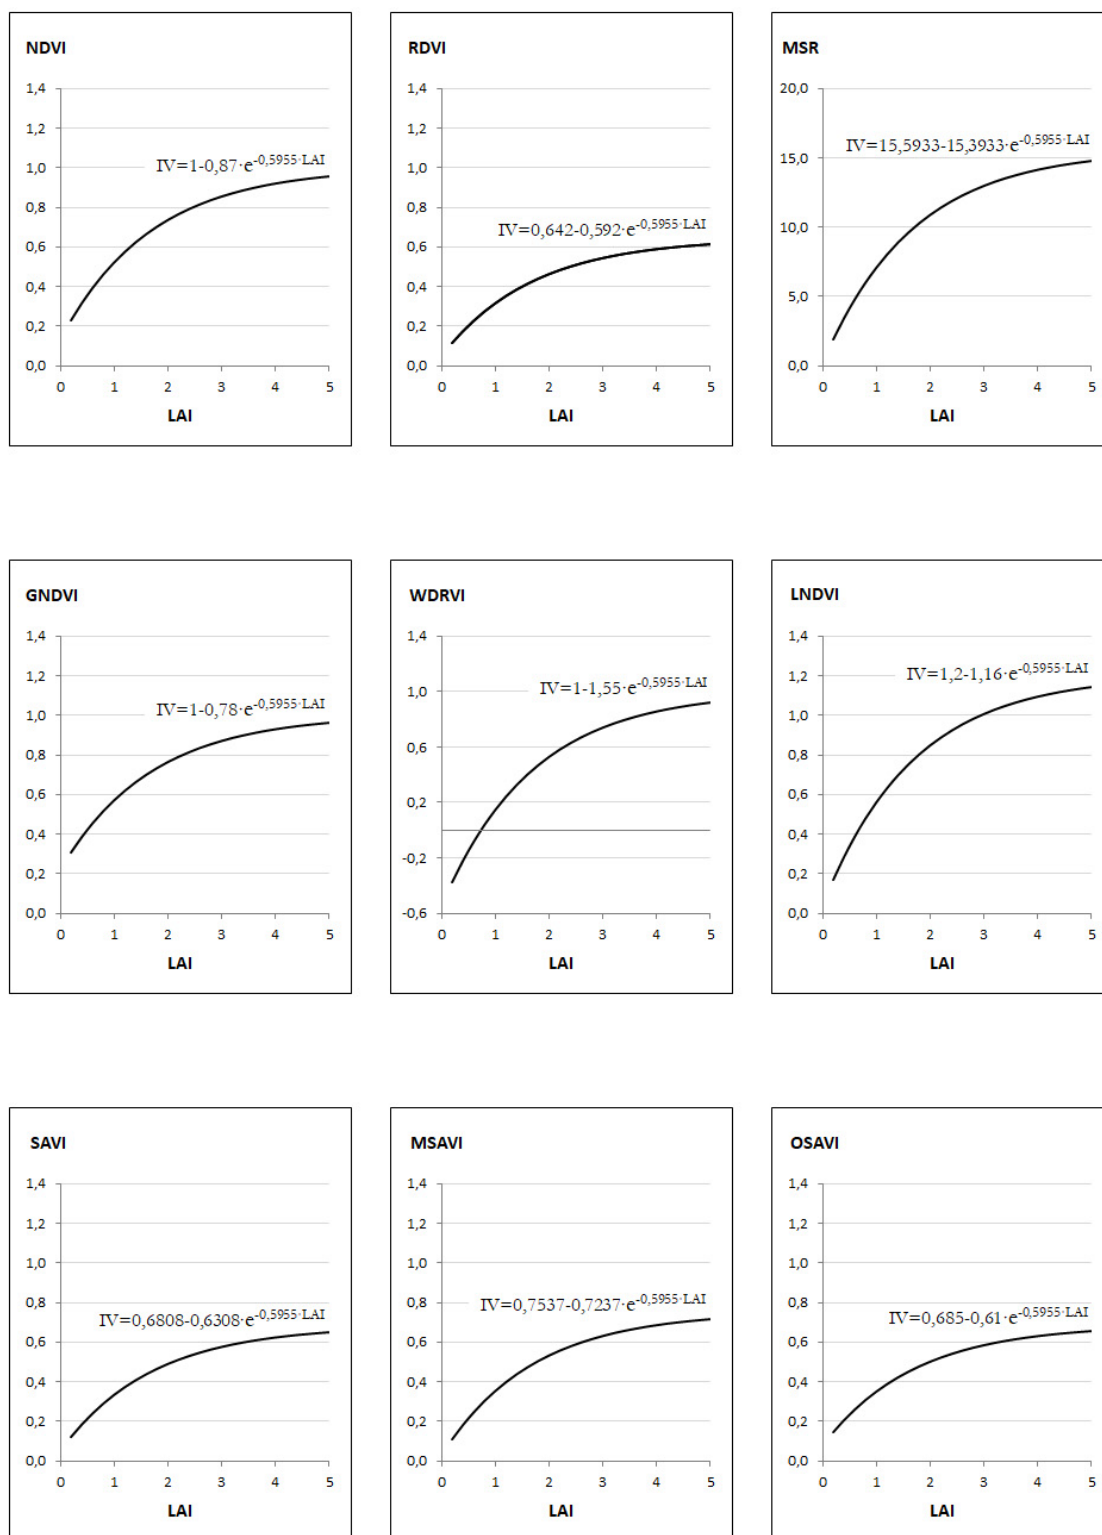 NDVI
1,4
1,2
1,0
IV=1-0,87·e^-0,5955·LAI
0,8
0,6
0,4
0,2
0,0
0 1 2 3 4 5
LAI
RDVI
1,4
1,2
1,0
0,8
IV=0,642-0,592·e^-0,5955·LAI
0,6
0,4
0,2
0,0
0 1 2 3 4 5
LAI
MSR
20,0
IV=15,5933-15,3933·e^-0,5955·LAI
15,0
10,0
5,0
0,0
0 1 2 3 4 5
LAI
GNDVI
1,4
1,2
IV=1-0,78·e^-0,5955·LAI
1,0
0,8
0,6
0,4
0,2
0,0
0 1 2 3 4 5
LAI
WDRVI
1,4
IV=1-1,55·e^-0,5955·LAI
1,0
0,6
0,2
-0,2
-0,6
0 1 2 3 4 5
LAI
LNDVI
1,4
IV=1,2-1,16·e^-0,5955·LAI
1,2
1,0
0,8
0,6
0,4
0,2
0,0
0 1 2 3 4 5
LAI
SAVI
1,4
1,2
1,0
0,8
IV=0,6808-0,6308·e^-0,5955·LAI
0,6
0,4
0,2
0,0
0 1 2 3 4 5
LAI
MSAVI
1,4
1,2
1,0
IV=0,7537-0,7237·e^-0,5955·LAI
0,8
0,6
0,4
0,2
0,0
0 1 2 3 4 5
LAI
OSAVI
1,4
1,2
1,0
0,8
IV=0,685-0,61·e^-0,5955·LAI
0,6
0,4
0,2
0,0
0 1 2 3 4 5
LAI